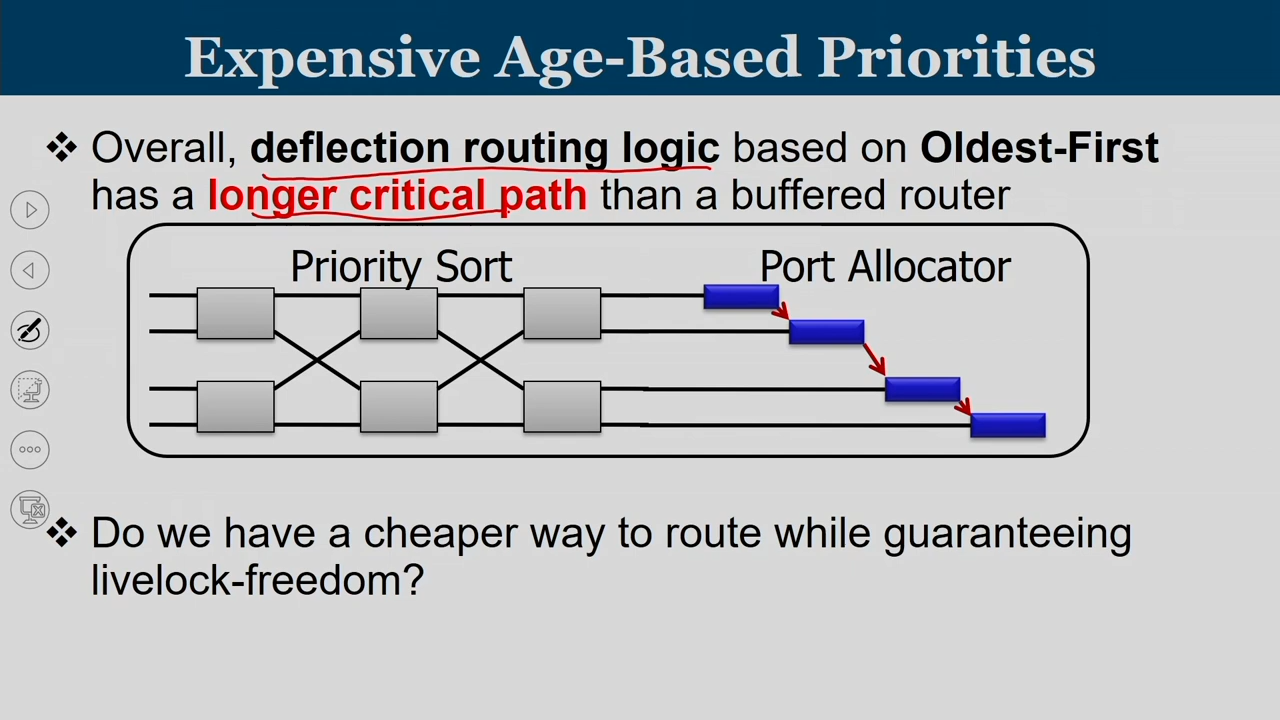 Expensive Age-Based Priorities
❖ Overall, deflection routing logic based on Oldest-First
has a longer critical path than a buffered router
Priority Sort
Port Allocator
❖ Do we have a cheaper way to route while guaranteeing
livelock-freedom?